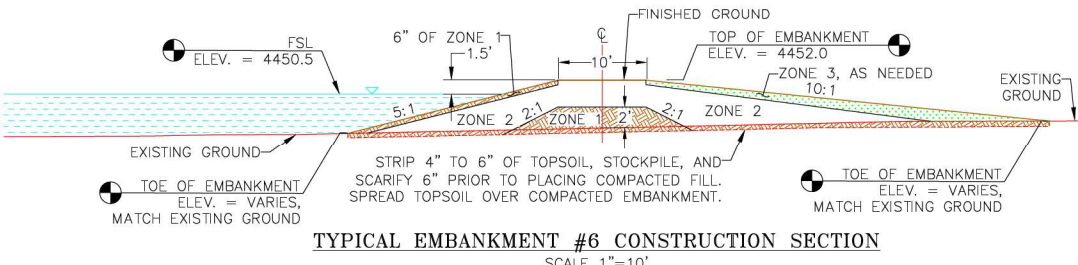 FINISHED GROUND
FSL
ELEV. = 4450.5
6" OF ZONE 1
1.5'
℄
10'
TOP OF EMBANKMENT
ELEV. = 4452.0
ZONE 3, AS NEEDED
10:1
EXISTING
GROUND
5:1
ZONE 2
2:1
ZONE 1
2'
2:1
ZONE 2
EXISTING GROUND
STRIP 4" TO 6" OF TOPSOIL, STOCKPILE, AND
SCARIFY 6" PRIOR TO PLACING COMPACTED FILL.
SPREAD TOPSOIL OVER COMPACTED EMBANKMENT.
TOE OF EMBANKMENT
ELEV. = VARIES,
MATCH EXISTING GROUND
TOE OF EMBANKMENT
ELEV. = VARIES,
MATCH EXISTING GROUND
TYPICAL EMBANKMENT #6 CONSTRUCTION SECTION
SCALE 1"=10'